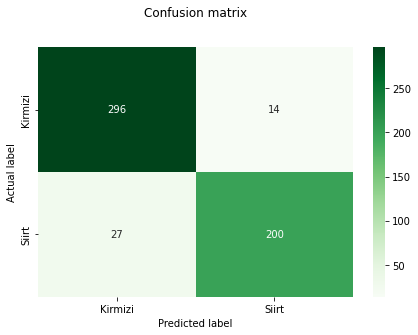 Confusion matrix
Actual label
Kirmizi
296
14
Siirt
27
200
Kirmizi
Siirt
Predicted label
250
200
150
100
50